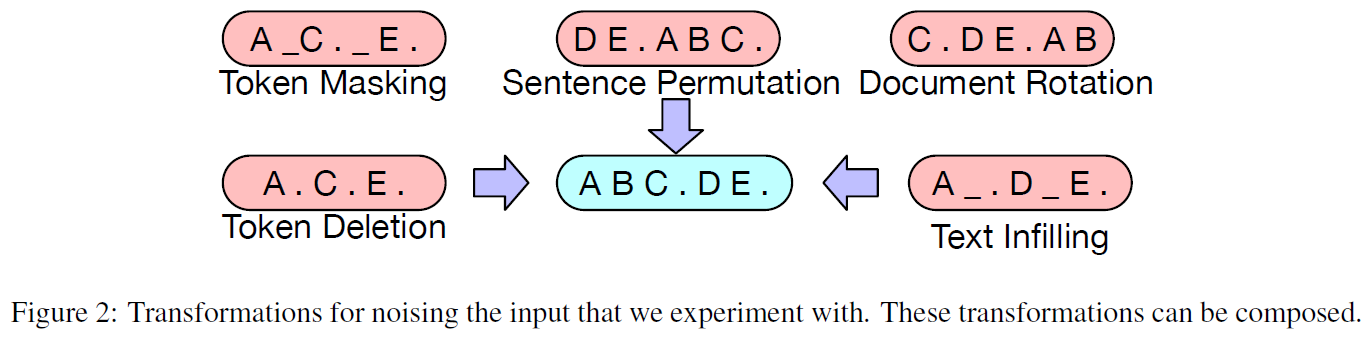 A _C . _ E .
Token Masking
D E . A B C .
Sentence Permutation
C . D E . A B
Document Rotation
A . C . E .
Token Deletion
A B C . D E .
A _ . D _ E .
Text Infilling
Figure 2: Transformations for noising the input that we experiment with. These transformations can be composed.